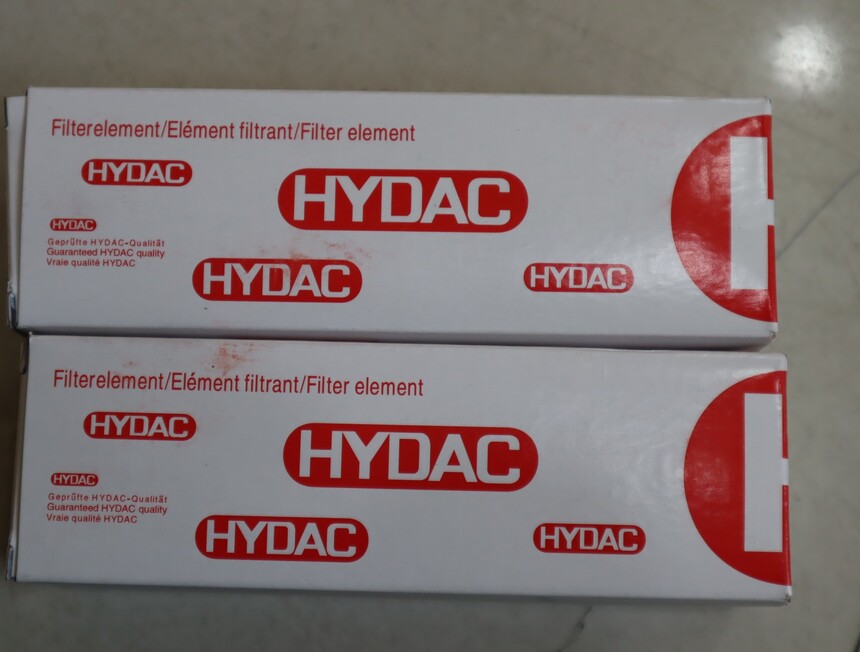 Filterelement/Elément filtrant/Filter element
HYDAC
HYDAC
HYDAC
Geprüfte HYDAC-Qualität
Guaranteed HYDAC quality
Vraie qualité HYDAC
HYDAC
HYDAC
H
Filterelement/Elément filtrant/Filter element
HYDAC
HYDAC
HYDAC
Geprüfte HYDAC-Qualität
Guaranteed HYDAC quality
Vraie qualité HYDAC
HYDAC
HYDAC
H